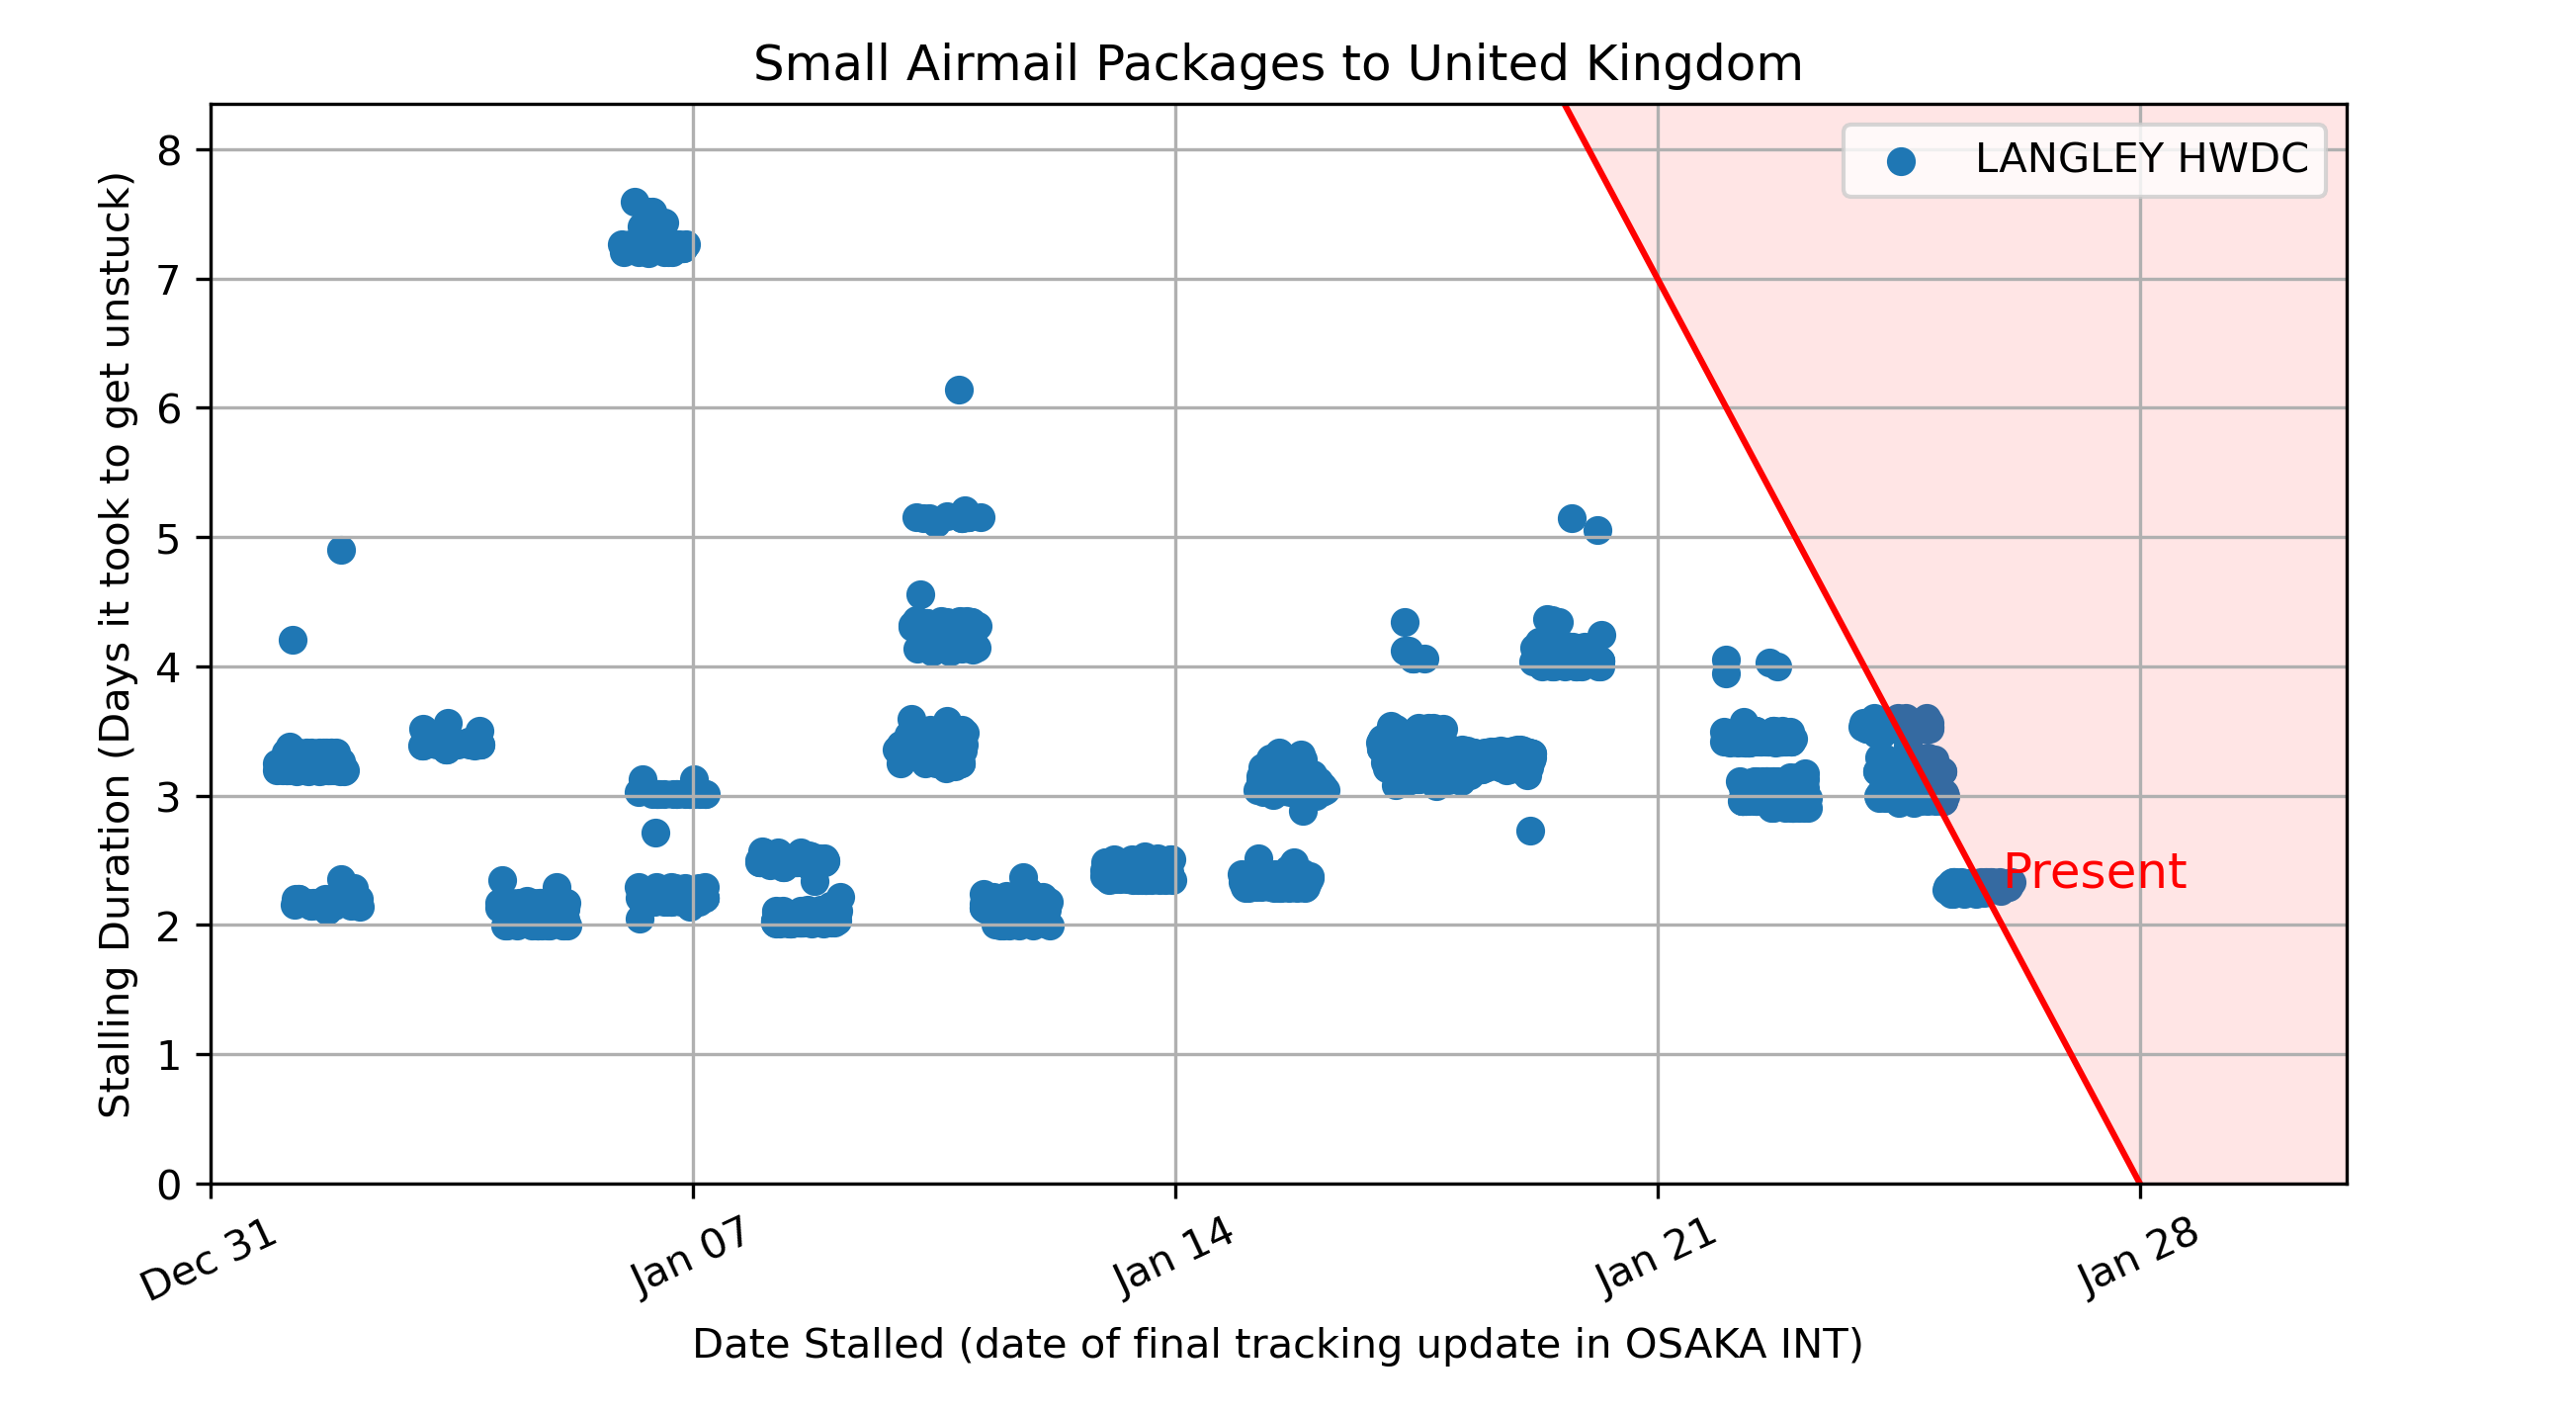 Small Airmail Packages to United Kingdom
LANGLEY HWDC
Stalling Duration (Days it took to get unstuck)
8
7
6
5
4
3
2
1
0
Present
Dec 31
Jan 07
Jan 14
Jan 21
Jan 28
Date Stalled (date of final tracking update in OSAKA INT)